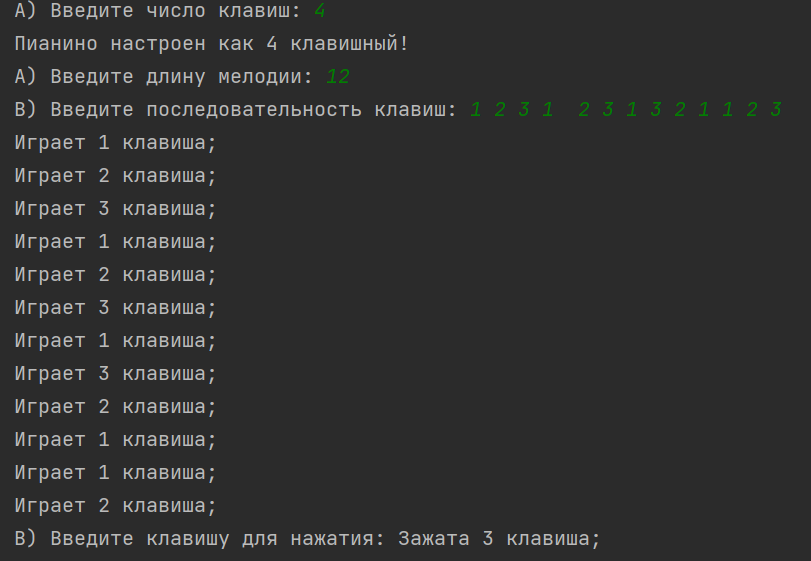 А) Введите число клавиш: 4
Пианино настроен как 4 клавишный!
А) Введите длину мелодии: 12
В) Введите последовательность клавиш: 1 2 3 1  2 3 1 3 2 1 1 2 3
Играет 1 клавиша;
Играет 2 клавиша;
Играет 3 клавиша;
Играет 1 клавиша;
Играет 2 клавиша;
Играет 3 клавиша;
Играет 1 клавиша;
Играет 3 клавиша;
Играет 2 клавиша;
Играет 1 клавиша;
Играет 1 клавиша;
Играет 2 клавиша;
В) Введите клавишу для нажатия: Зажата 3 клавиша;